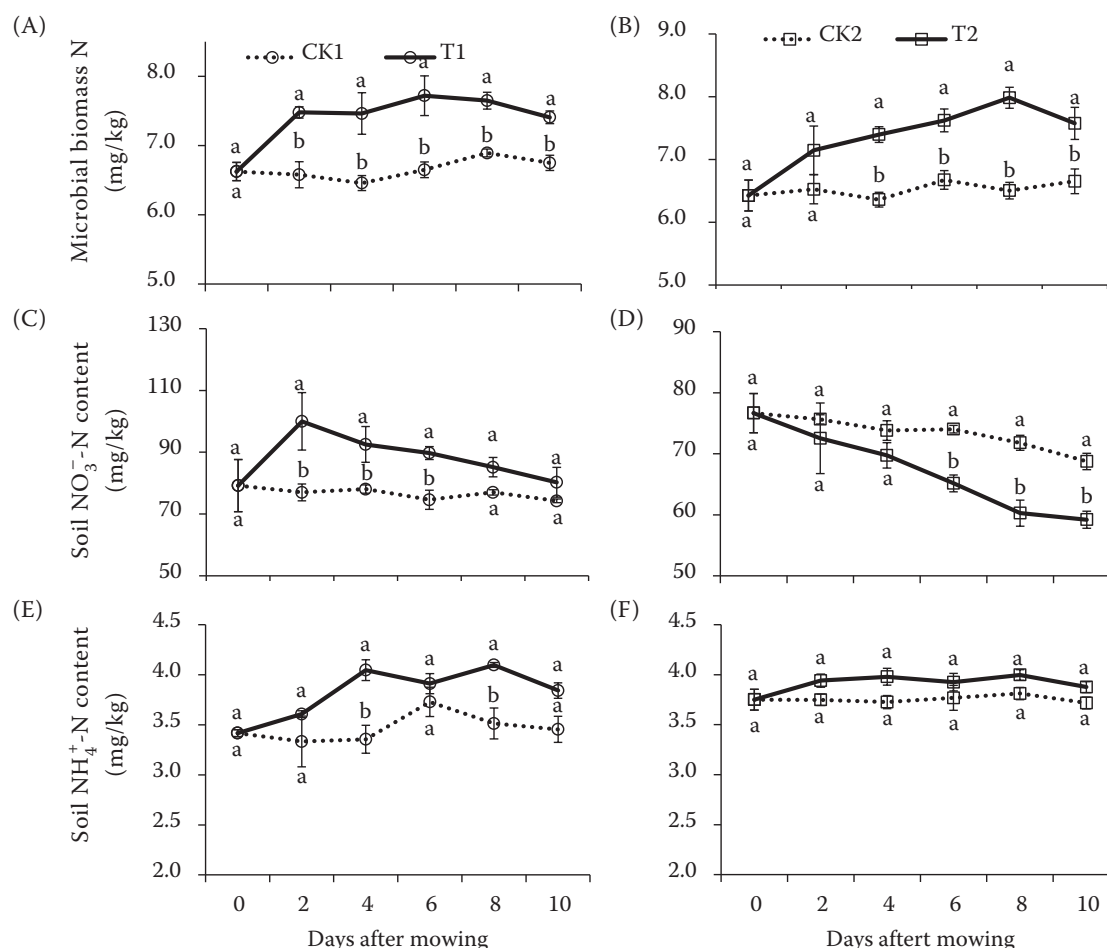 (A)
Microbial biomass N
(mg/kg)
8.0
7.0
6.0
5.0
CK1
T1
a a a a a a
a b b b b b
(B)
9.0
8.0
7.0
6.0
5.0
CK2
T2
a a a a a a
a a b b b b
(C)
Soil NO₃⁻-N content
(mg/kg)
130
110
90
70
50
a a a a a a
a b b b a a
(D)
90
80
70
60
50
a a a a a a
a a a b b b
(E)
Soil NH₄⁺-N content
(mg/kg)
4.5
4.0
3.5
3.0
2.5
2.0
a a a a a a
a a b a b a
0 2 4 6 8 10
Days after mowing
(F)
4.5
4.0
3.5
3.0
2.5
2.0
a a a a a a
a a a a a a
0 2 4 6 8 10
Days aftert mowing